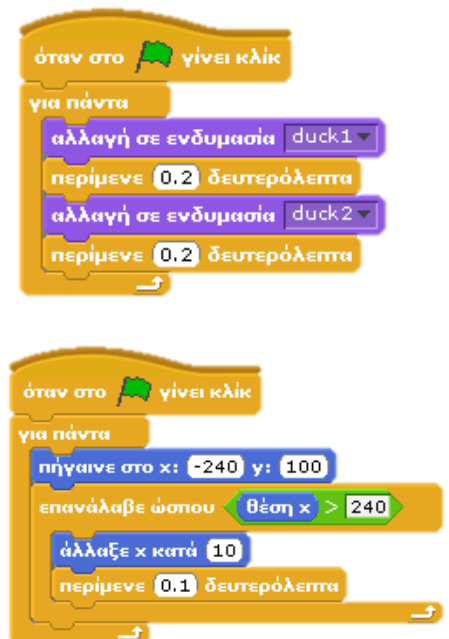 όταν στο γίνει κλικ
για πάντα
αλλαγή σε ενδυμασία duck1
περίμενε 0.2 δευτερόλεπτα
αλλαγή σε ενδυμασία duck2
περίμενε 0.2 δευτερόλεπτα
όταν στο γίνει κλικ
για πάντα
πήγαινε στο x: -240 y: 100
επανάλαβε ώσπου θέση x > 240
άλλαξε x κατά 10
περίμενε 0.1 δευτερόλεπτα